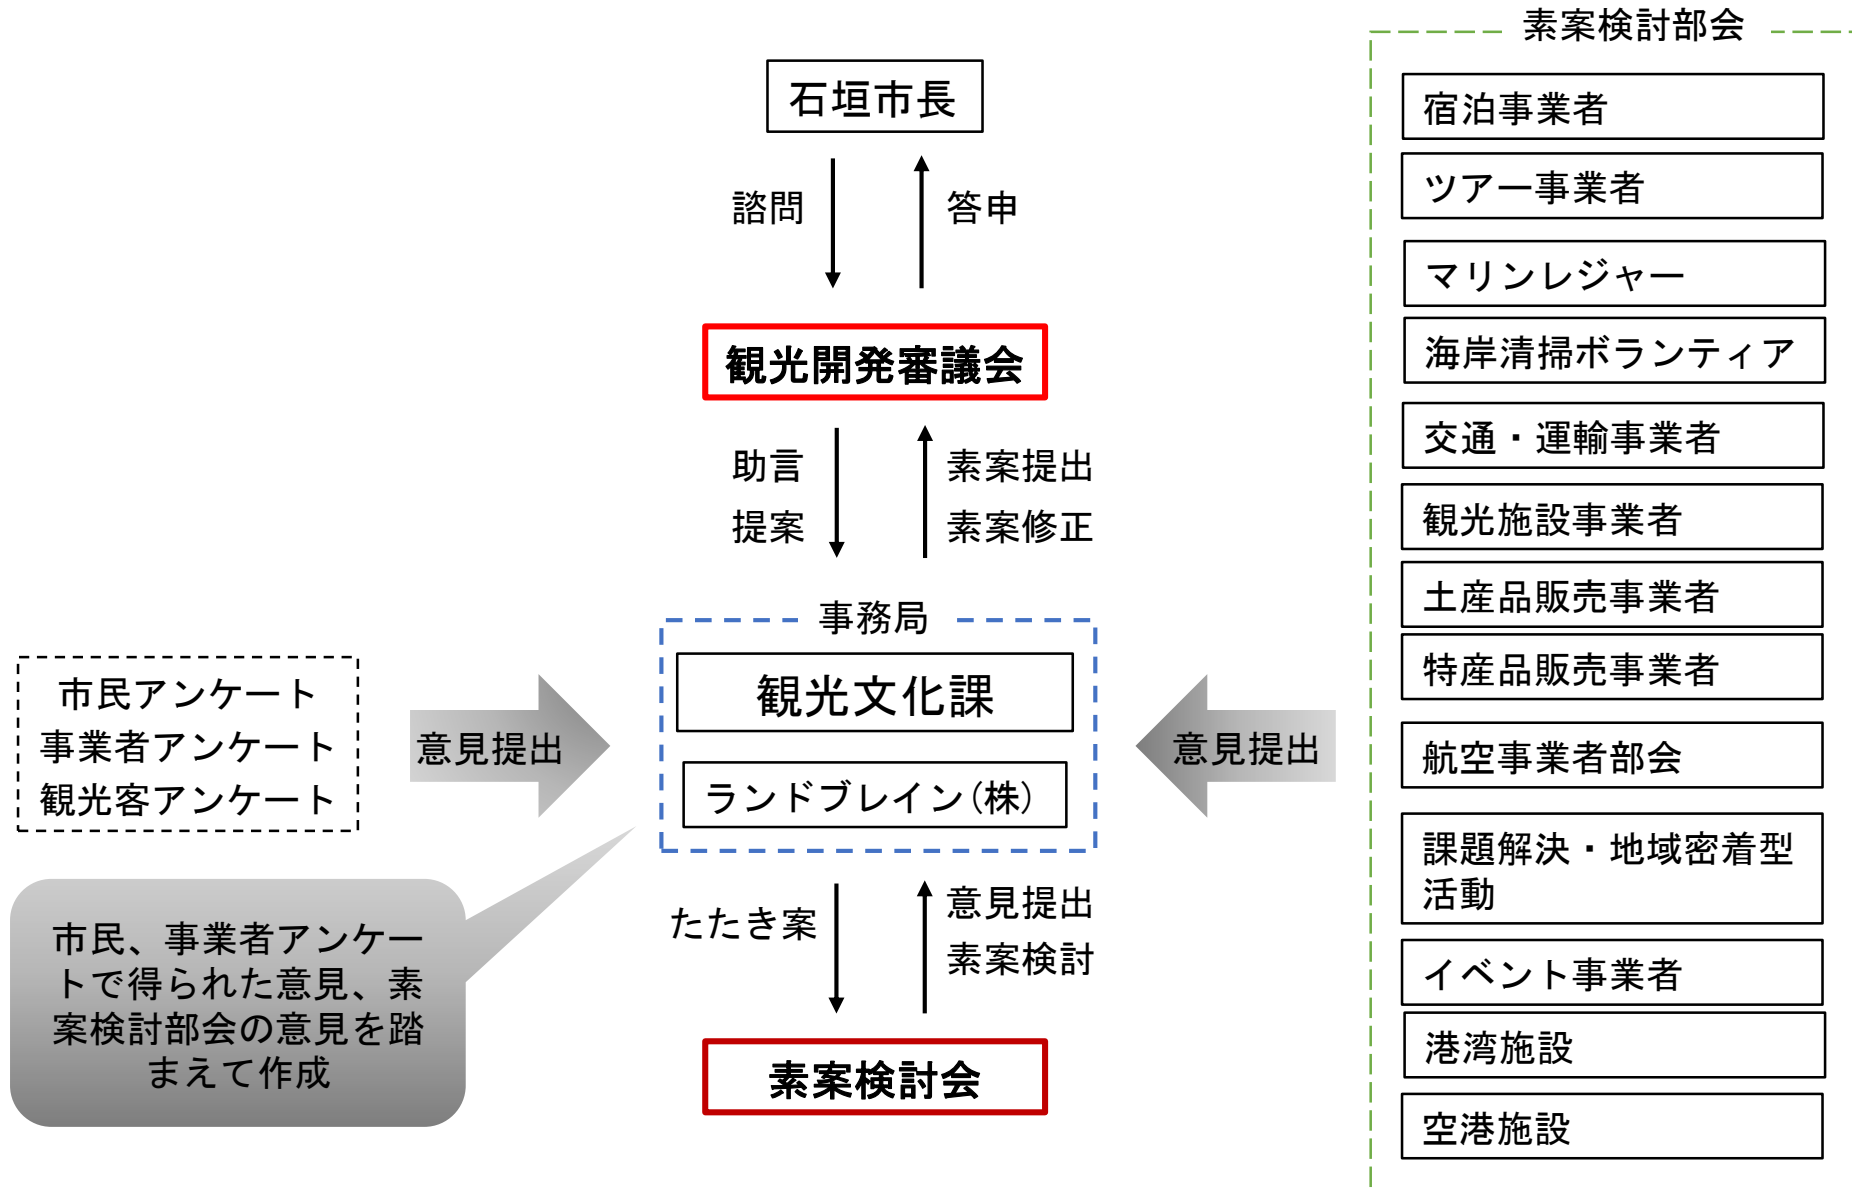 石垣市長
諮問
答申
観光開発審議会
助言
提案
素案提出
素案修正
事務局
観光文化課
ランドブレイン(株)
市民アンケート
事業者アンケート
観光客アンケート
意見提出
意見提出
市民、事業者アンケー
トで得られた意見、素
案検討部会の意見を踏
まえて作成
たたき案
意見提出
素案検討
素案検討会
素案検討部会
宿泊事業者
ツアー事業者
マリンレジャー
海岸清掃ボランティア
交通・運輸事業者
観光施設事業者
土産品販売事業者
特産品販売事業者
航空事業者部会
課題解決・地域密着型
活動
イベント事業者
港湾施設
空港施設